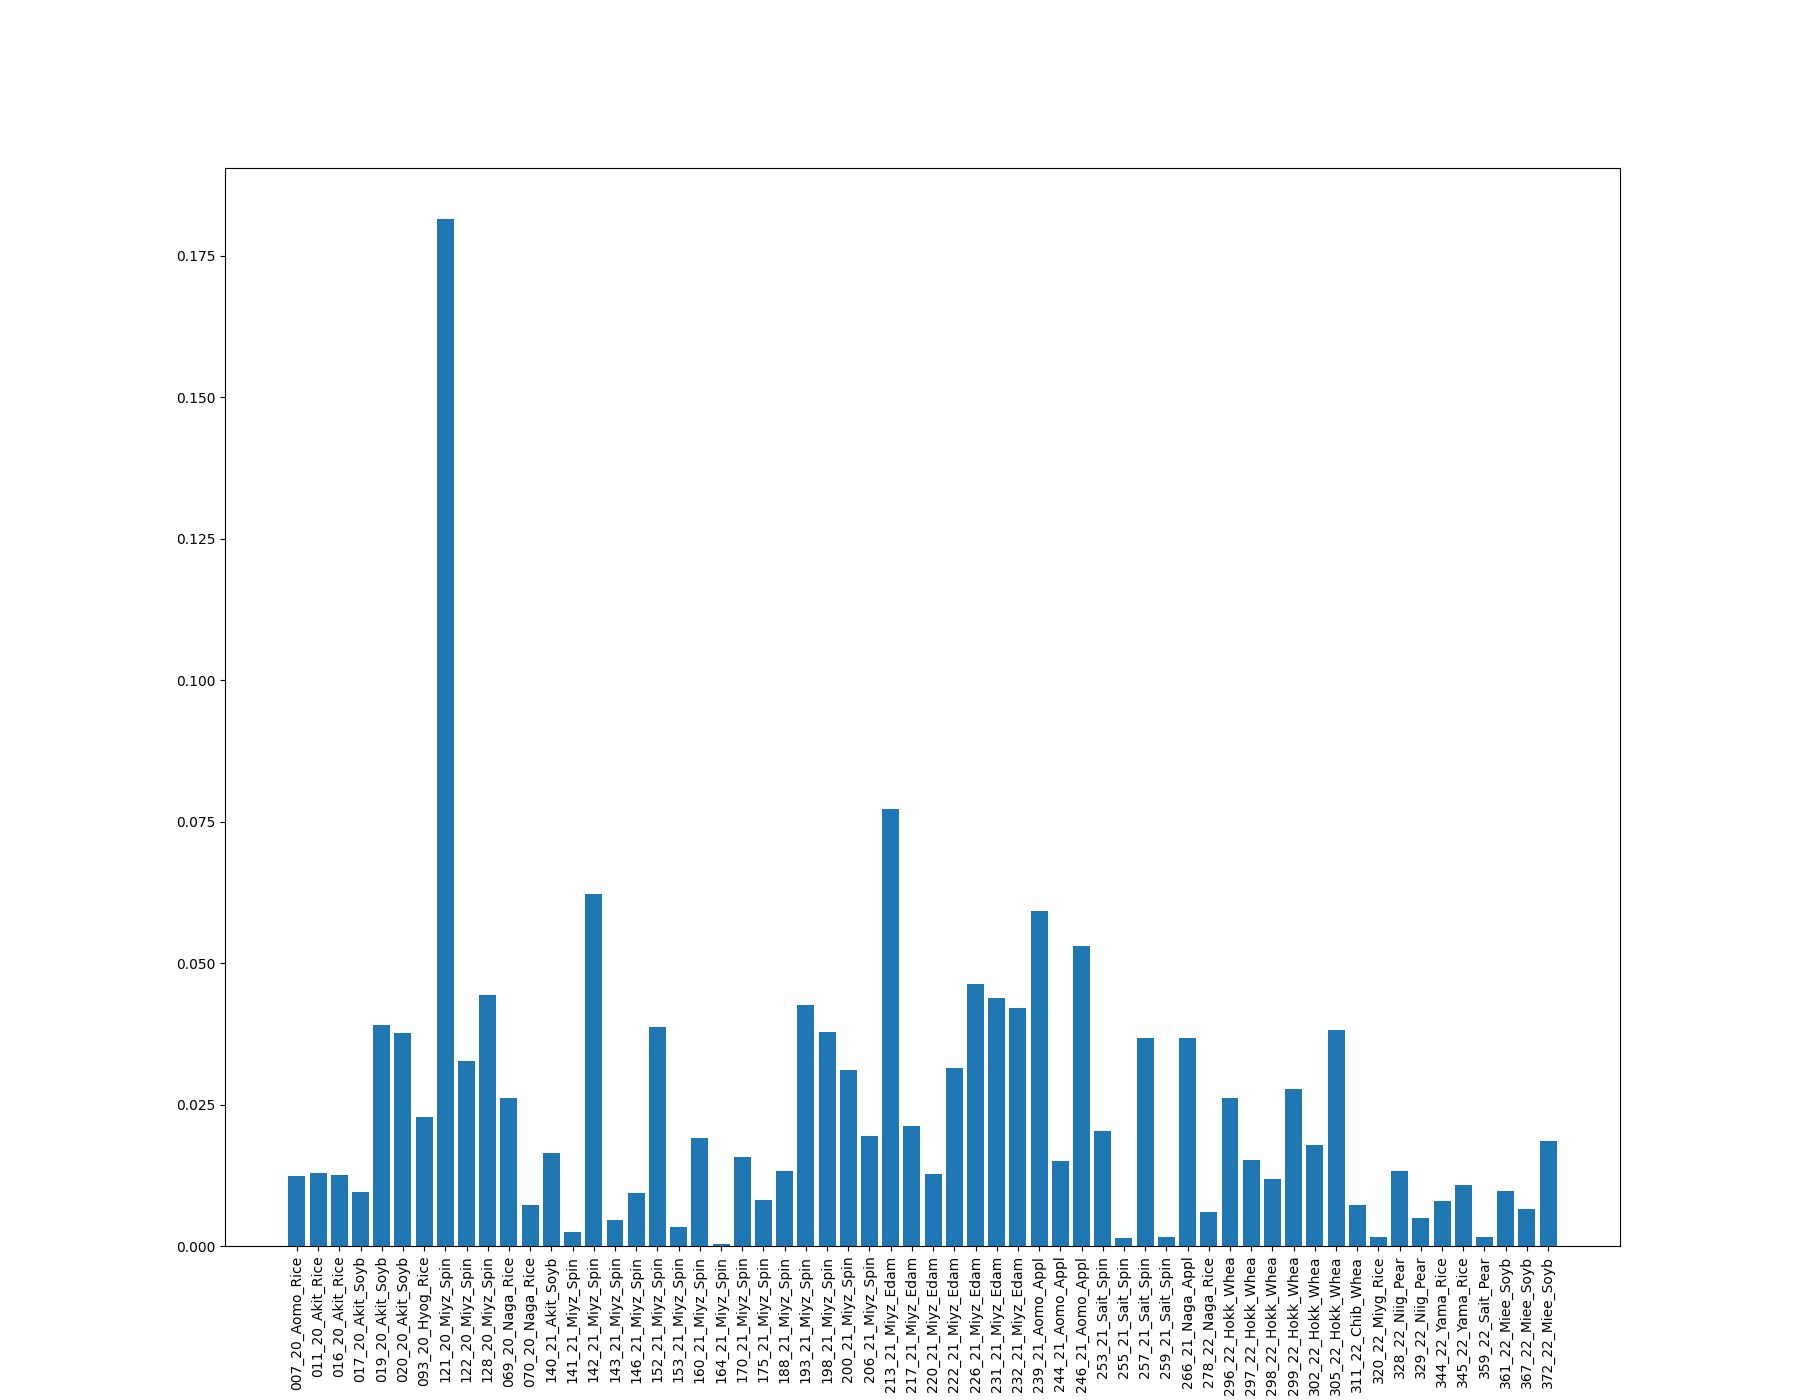 0.175
0.150
0.125
0.100
0.075
0.050
0.025
0.000
007_20_Aomo_Rice
011_20_Akit_Rice
016_20_Akit_Rice
017_20_Akit_Soyb
019_20_Akit_Soyb
020_20_Akit_Soyb
093_20_Hyog_Rice
121_20_Miyz_Spin
122_20_Miyz_Spin
128_20_Miyz_Spin
069_20_Naga_Rice
070_20_Naga_Rice
140_21_Akit_Soyb
141_21_Miyz_Spin
142_21_Miyz_Spin
143_21_Miyz_Spin
146_21_Miyz_Spin
152_21_Miyz_Spin
153_21_Miyz_Spin
160_21_Miyz_Spin
164_21_Miyz_Spin
170_21_Miyz_Spin
175_21_Miyz_Spin
188_21_Miyz_Spin
193_21_Miyz_Spin
198_21_Miyz_Spin
200_21_Miyz_Spin
206_21_Miyz_Spin
213_21_Miyz_Edam
217_21_Miyz_Edam
220_21_Miyz_Edam
222_21_Miyz_Edam
226_21_Miyz_Edam
231_21_Miyz_Edam
232_21_Miyz_Edam
239_21_Aomo_Appl
244_21_Aomo_Appl
246_21_Aomo_Appl
253_21_Sait_Spin
255_21_Sait_Spin
257_21_Sait_Spin
259_21_Sait_Spin
266_21_Naga_Appl
278_22_Naga_Rice
296_22_Hokk_Whea
297_22_Hokk_Whea
298_22_Hokk_Whea
299_22_Hokk_Whea
302_22_Hokk_Whea
305_22_Hokk_Whea
311_22_Chib_Whea
320_22_Miyg_Rice
328_22_Niig_Pear
329_22_Niig_Pear
344_22_Yama_Rice
345_22_Yama_Rice
359_22_Sait_Pear
361_22_Miee_Soyb
367_22_Miee_Soyb
372_22_Miee_Soyb